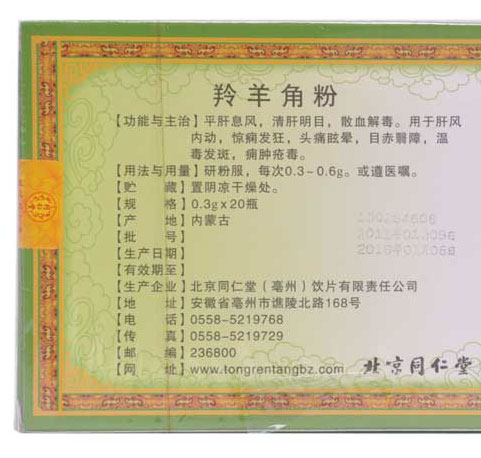 羚羊角粉
【功能与主治】平肝息风，清肝明目，散血解毒。用于肝风
内动，惊痫发狂，头痛眩晕，目赤翳障，温
毒发斑，痈肿疮毒。
【用法与用量】研粉服，每次0.3-0.6g。或遵医嘱。
【贮 藏】置阴凉干燥处。
【规 格】0.3g x 20瓶
【产 地】内蒙古
【批 号】
【生产日期】
【有效期至】
【生产企业】北京同仁堂（亳州）饮片有限责任公司
【地 址】安徽省亳州市谯陵北路168号
【电 话】0558-5219768
【传 真】0558-5219729
【邮 编】236800
【网 址】www.tongrentangbz.com
北京同仁堂